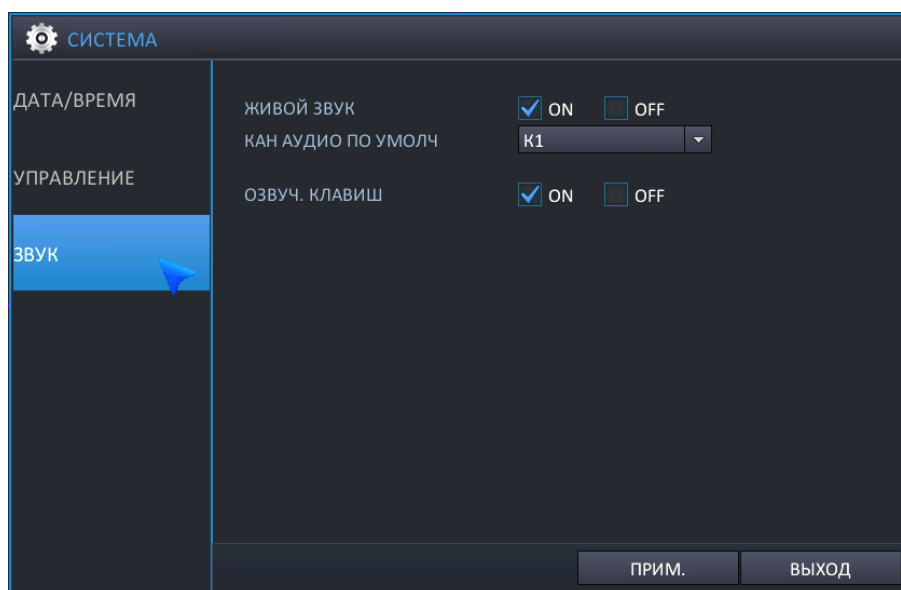 СИСТЕМА
ДАТА/ВРЕМЯ
УПРАВЛЕНИЕ
ЗВУК
ЖИВОЙ ЗВУК ON OFF
КАН АУДИО ПО УМОЛЧ К1
ОЗВУЧ. КЛАВИШ ON OFF
ПРИМ. ВЫХОД